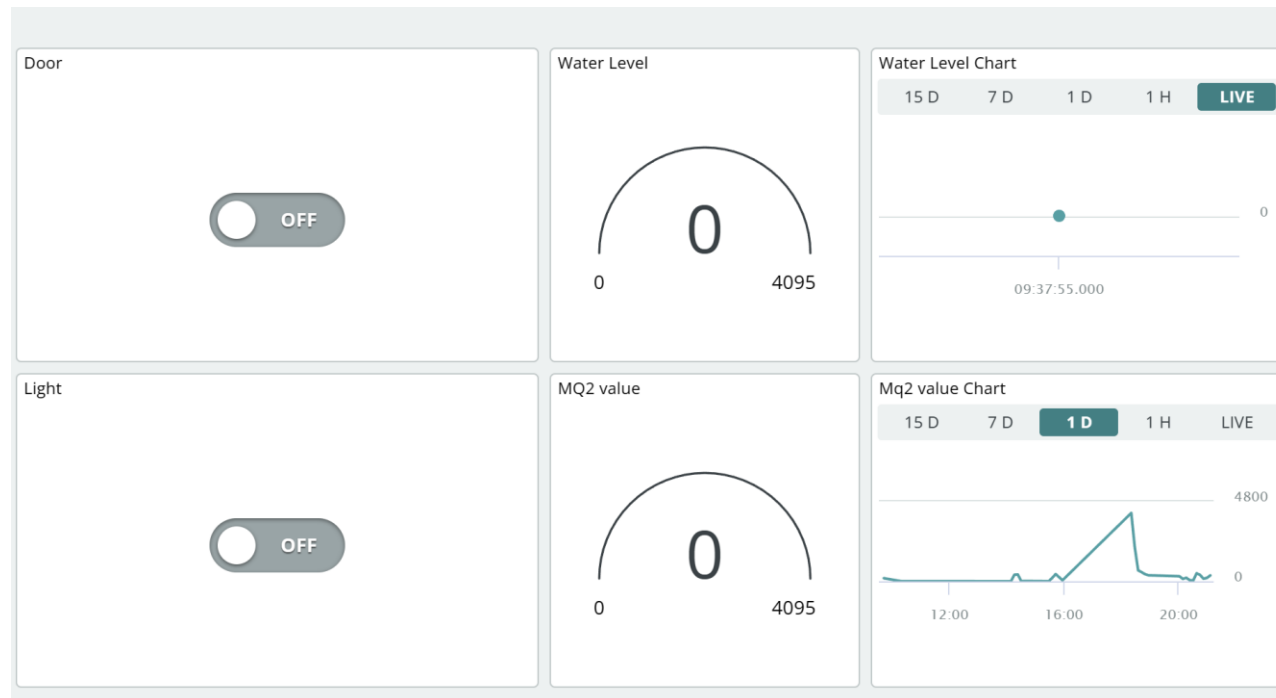 Door
OFF
Water Level
0
0 4095
Water Level Chart
15 D 7 D 1 D 1 H LIVE
0
09:37:55.000
Light
OFF
MQ2 value
0
0 4095
Mq2 value Chart
15 D 7 D 1 D 1 H LIVE
4800
0
12:00 16:00 20:00